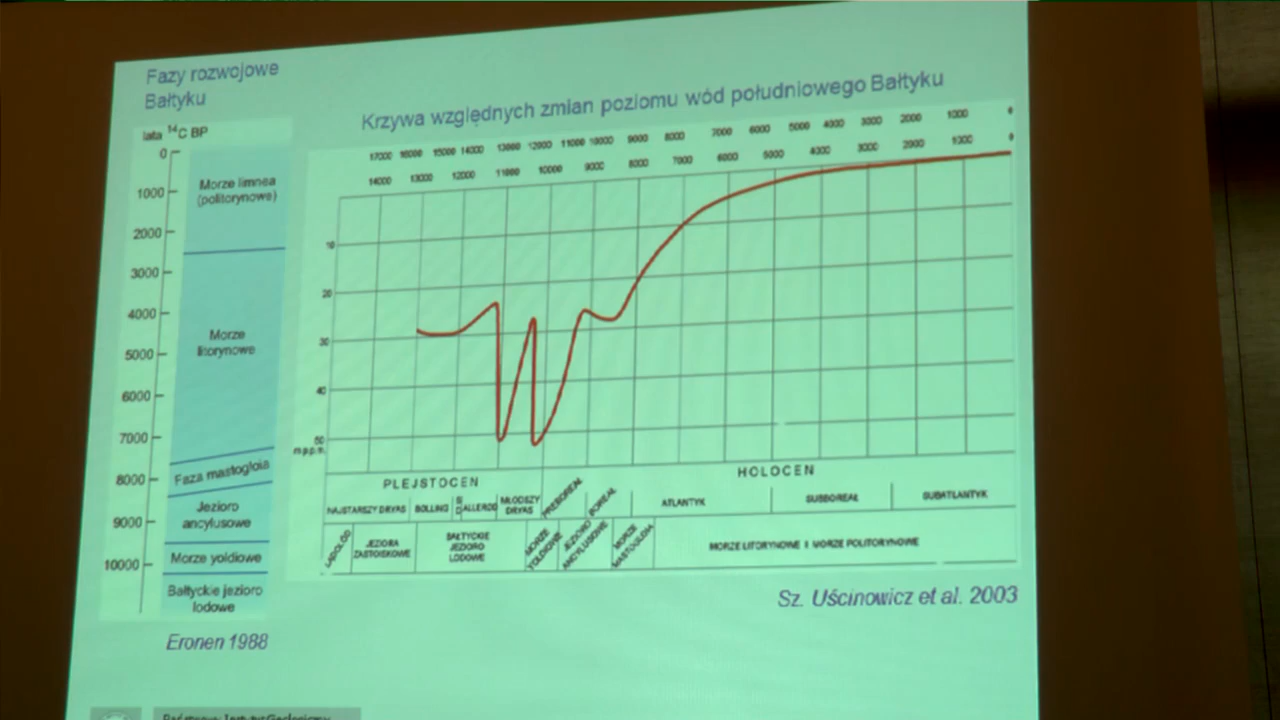 Fazy rozwojowe
Bałtyku
lata ¹⁴C BP
0
1000
2000
3000
4000
5000
6000
7000
8000
9000
10000
Morze limnea
(politorynowe)
Morze
litorynowe
Faza mastogloia
Jezioro
ancylusowe
Morze yoldiowe
Bałtyckie jezioro
lodowe
Eronen 1988
Krzywa względnych zmian poziomu wód południowego Bałtyku
17000 16000 15000 14000 13000 12000 11000 10000 9000 8000 7000 6000 5000 4000 3000 2000 1000 0
14000 13000 12000 11000 10000 9000 8000 7000 6000 5000 4000 3000 2000 1000 0
10
20
30
40
50
m p.p.m.
PLEJSTOCEN HOLOCEN
NAJSTARSZY DRYAS BOLLING ALLEROD MŁODSZY DRYAS PREBOREAŁ BOREAŁ ATLANTYK SUBBOREAŁ SUBATLANTYK
LĄDOLÓD JEZIORA ZASTOISKOWE BAŁTYCKIE JEZIORO LODOWE MORZE YOLDIOWE JEZIORO ANCYLUSOWE MORZE MASTOGLOIA MORZE LITORYNOWE I MORZE POLITORYNOWE
Sz. Uścinowicz et al. 2003
Państwowy Instytut Geologiczny